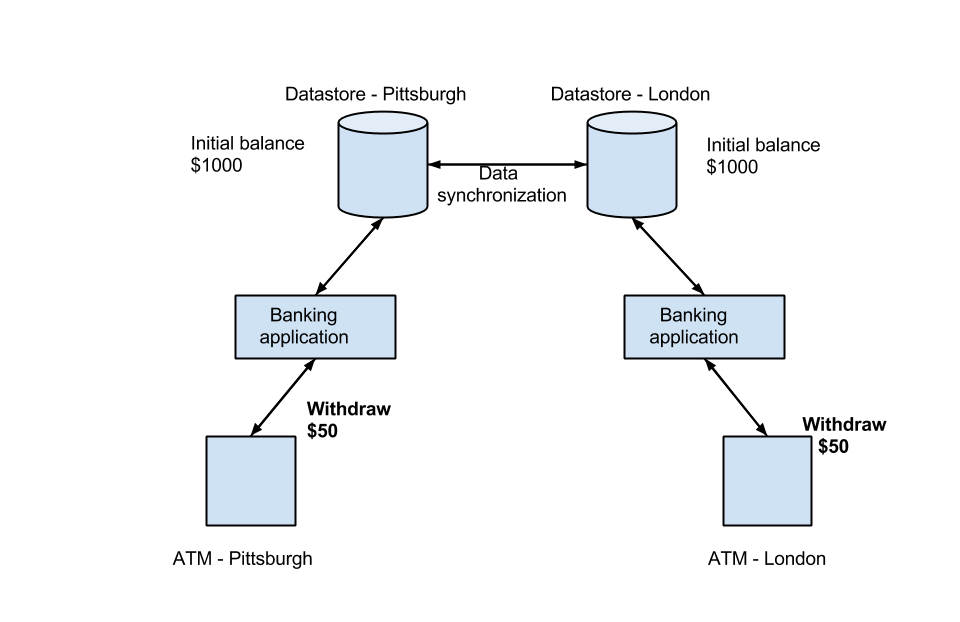 Datastore - Pittsburgh
Datastore - London
Initial balance
$1000
Initial balance
$1000
Data
synchronization
Banking
application
Banking
application
Withdraw
$50
Withdraw
$50
ATM - Pittsburgh
ATM - London